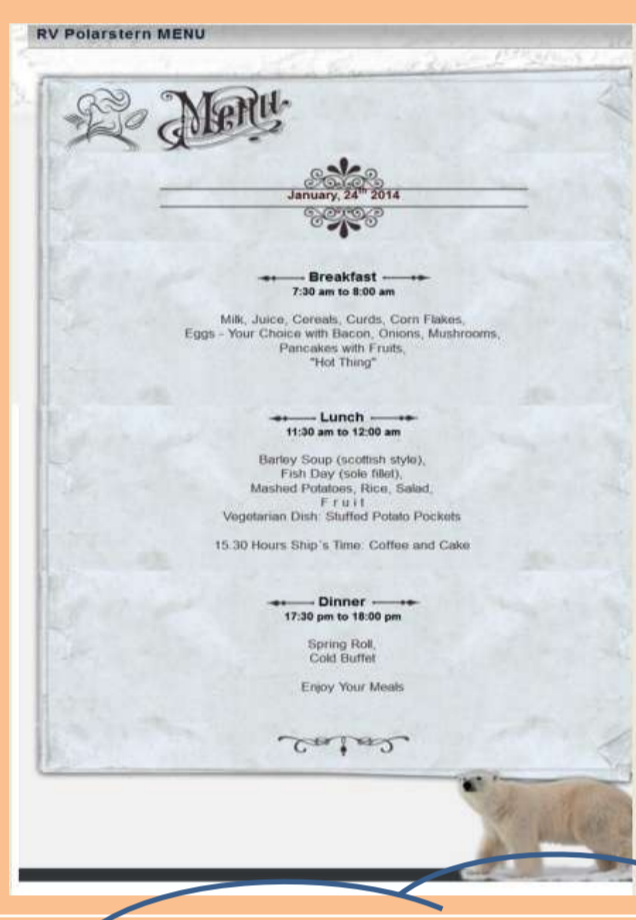 RV Polarstern MENU
Menu
January, 24th 2014
Breakfast
7:30 am to 8:00 am
Milk, Juice, Cereals, Curds, Corn Flakes,
Eggs - Your Choice with Bacon, Onions, Mushrooms,
Pancakes with Fruits,
"Hot Thing"
Lunch
11:30 am to 12:00 am
Barley Soup (scottish style),
Fish Day (sole fillet),
Mashed Potatoes, Rice, Salad,
F r u i t
Vegetarian Dish: Stuffed Potato Pockets
15.30 Hours Ship's Time: Coffee and Cake
Dinner
17:30 pm to 18:00 pm
Spring Roll,
Cold Buffet
Enjoy Your Meals